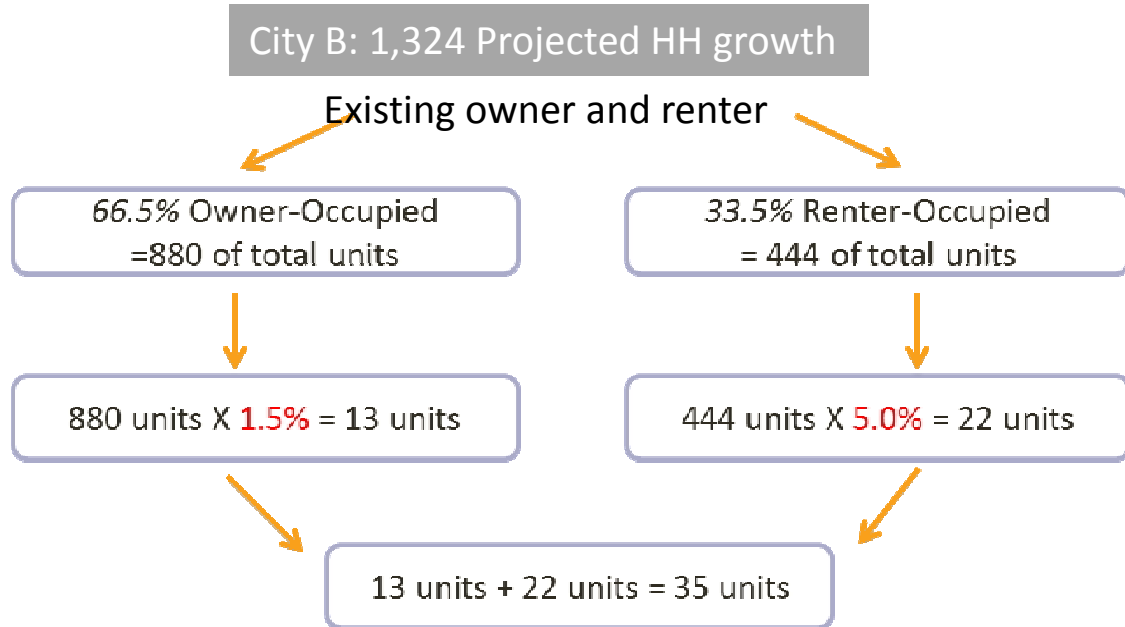 City B: 1,324 Projected HH growth
Existing owner and renter
66.5% Owner-Occupied
=880 of total units
33.5% Renter-Occupied
= 444 of total units
880 units X 1.5% = 13 units
444 units X 5.0% = 22 units
13 units + 22 units = 35 units